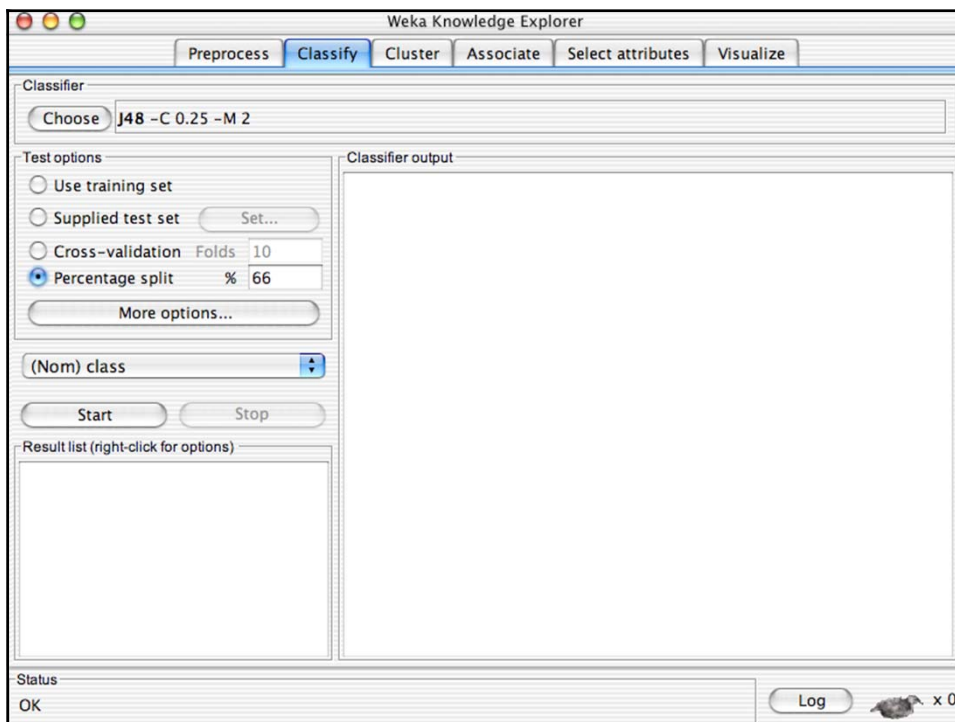 Weka Knowledge Explorer
Preprocess Classify Cluster Associate Select attributes Visualize
Classifier
Choose J48 -C 0.25 -M 2
Test options
Use training set
Supplied test set Set...
Cross-validation Folds 10
Percentage split % 66
More options...
(Nom) class
Start Stop
Result list (right-click for options)
Classifier output
Status
OK
Log x 0